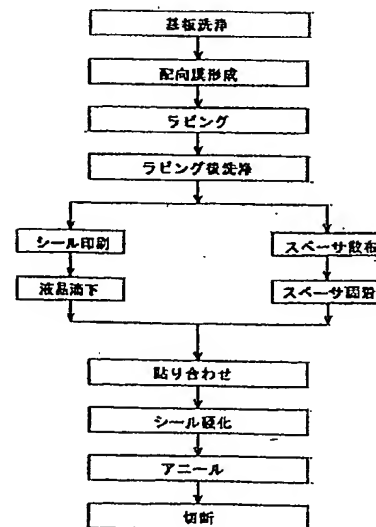 基板洗浄
配向膜形成
ラビング
ラビング後洗浄
シール印刷
液晶滴下
スペーサ散布
スペーサ固着
貼り合わせ
シール硬化
アニール
切断